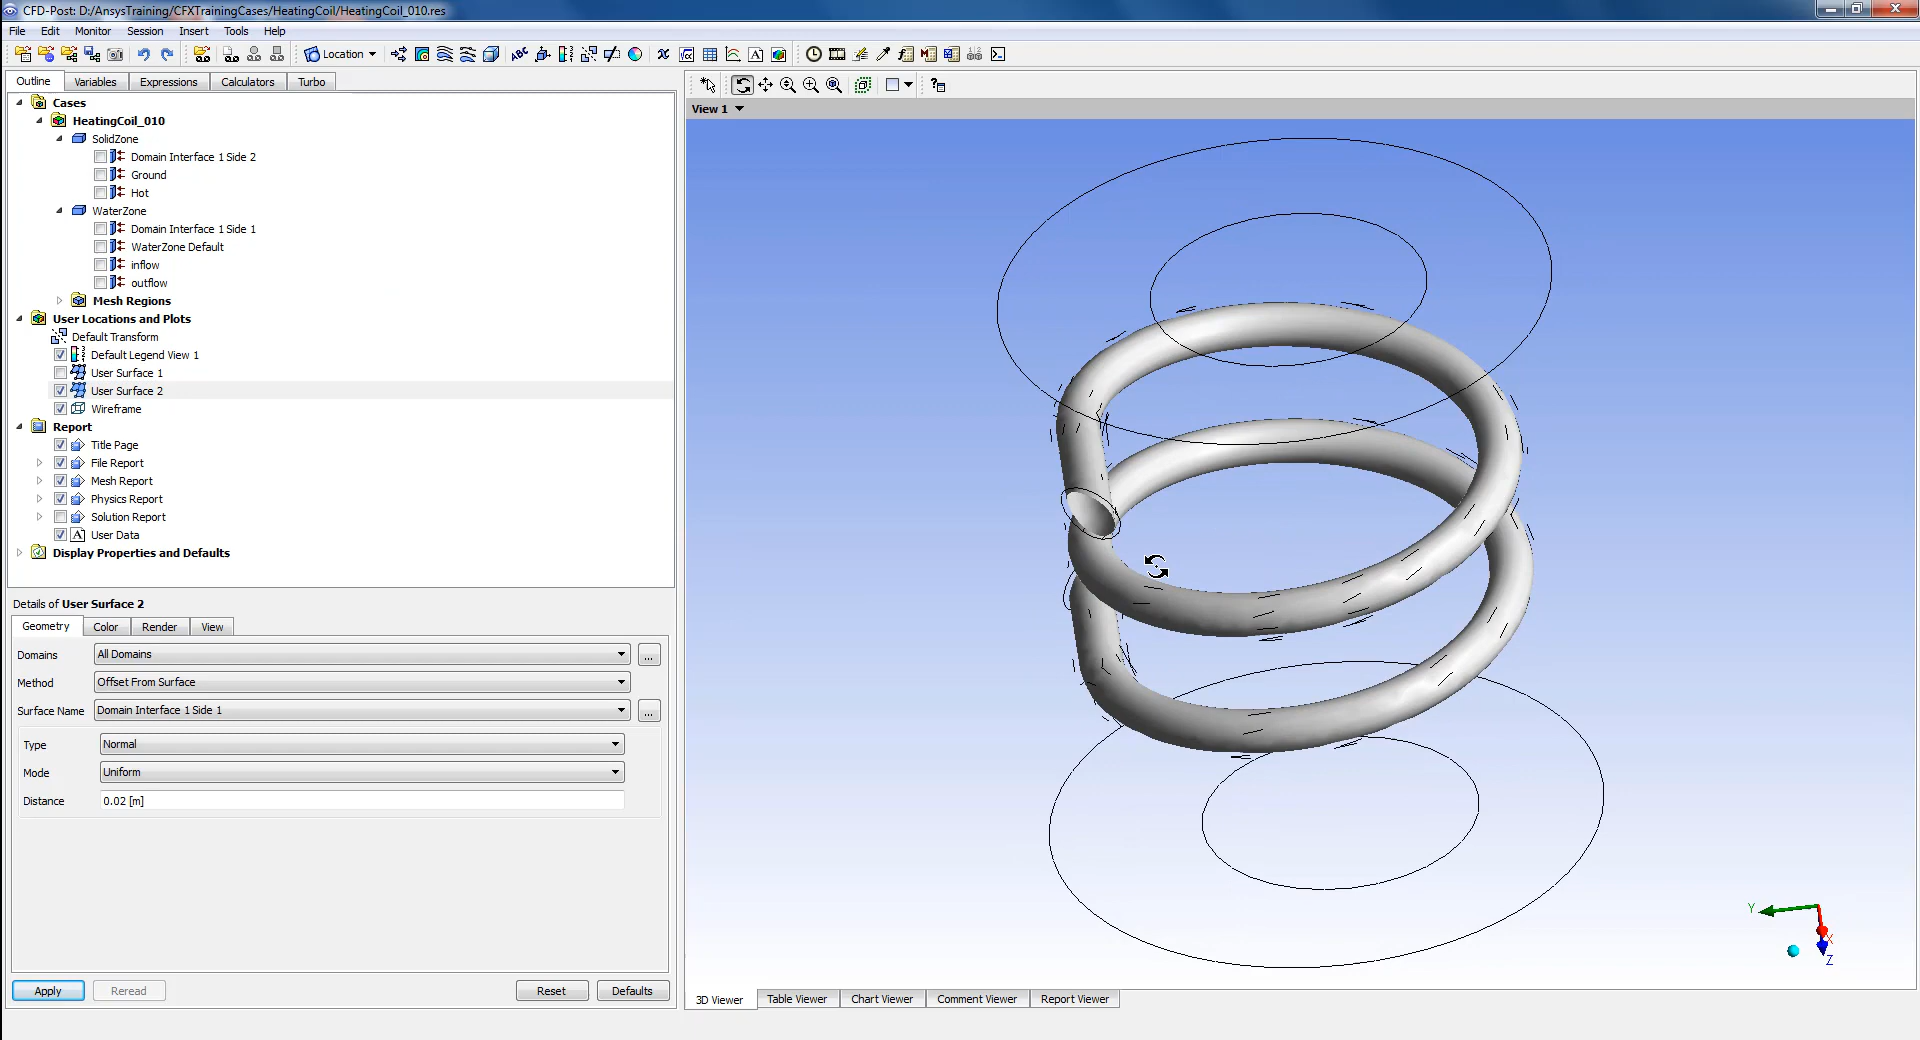 CFD-Post: D:/AnsysTraining/CFXTrainingCases/HeatingCoil/HeatingCoil_010.res
File Edit Monitor Session Insert Tools Help
Location
Outline Variables Expressions Calculators Turbo
Cases
HeatingCoil_010
SolidZone
Domain Interface 1 Side 2
Ground
Hot
WaterZone
Domain Interface 1 Side 1
WaterZone Default
inflow
outflow
Mesh Regions
User Locations and Plots
Default Transform
Default Legend View 1
User Surface 1
User Surface 2
Wireframe
Report
Title Page
File Report
Mesh Report
Physics Report
Solution Report
User Data
Display Properties and Defaults
Details of User Surface 2
Geometry Color Render View
Domains All Domains ...
Method Offset From Surface
Surface Name Domain Interface 1 Side 1 ...
Type Normal
Mode Uniform
Distance 0.02 [m]
Apply Reread Reset Defaults
View 1
Y
X
Z
3D Viewer Table Viewer Chart Viewer Comment Viewer Report Viewer